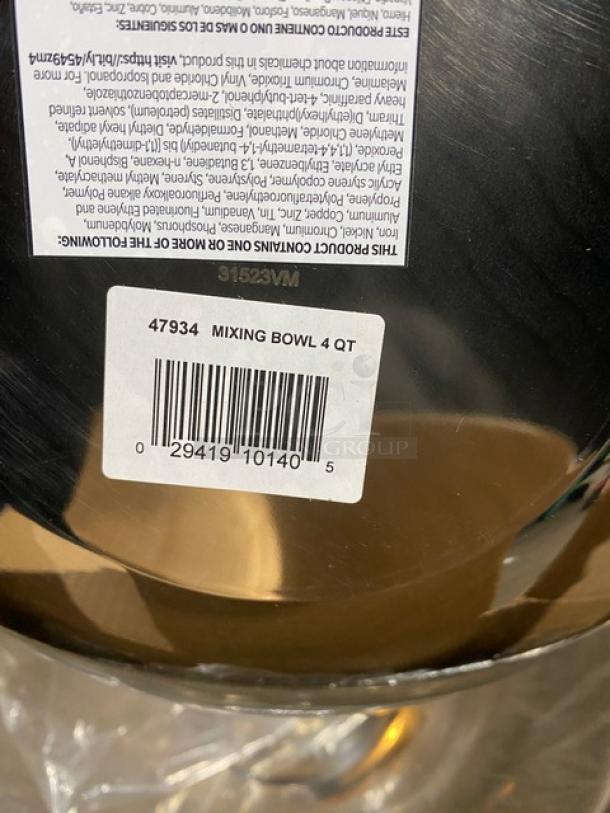 THIS PRODUCT CONTAINS ONE OR MORE OF THE FOLLOWING:
Iron, Nickel, Chromium, Manganese, Phosphorus, Molybdenum,
Aluminum, Copper, Zinc, Tin, Vanadium, Fluorinated Ethylene and
Propylene, Polytetrafluoroethylene, Perfluoroalkoxy alkane Polymer,
Acrylic styrene copolymer, Polystyrene, Styrene, Methyl methacrylate,
Ethyl acrylate, Ethylbenzene, 1,3 Butadiene, n-hexane, Bisphenol A,
Peroxide, (1,1,4,4-tetramethyl-1,4- butanediyl) bis [(1,1-dimethylethyl),
Methylene Chloride, Methanol, Formaldehyde, Diethyl hexyl adipate,
Thiram, Di(ethylhexyl)phthalate, Distillates (petroleum), solvent refined
heavy paraffinic, 4-tert-butylphenol, 2-mercaptobenzothiazole,
Melamine, Chromium Trioxide, Vinyl Chloride and Isopropanol. For more
information about chemicals in this product, visit https://bit.ly/4549zm4
ESTE PRODUCTO CONTIENE UNO O MAS DE LOS SIGUIENTES:
Hierro, Niquel, Cromo, Manganeso, Fosforo, Molibdeno, Aluminio, Cobre, Zinc, Estaño,
31523VM
47934 MIXING BOWL 4 QT
0 29419 10140 5
GROUP